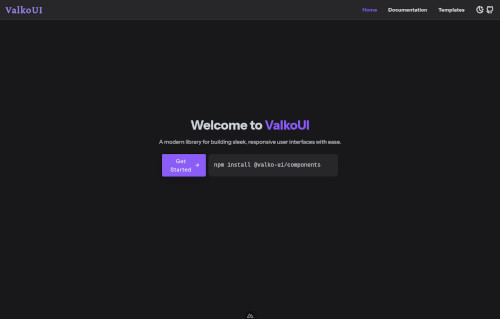 ValkoUI
Home Documentation Templates
Welcome to ValkoUI
A modern library for building sleek, responsive user interfaces with ease.
Get
Started
npm install @valko-ui/components